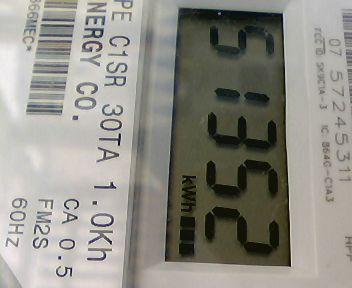 07 57245311
FCC ID: SK9C1A-3 IC: 864G-C1A3
51352
kWh
PE C1SR 30TA 1.0Kh
NERGY CO. CA 0.5
FM2S
60Hz